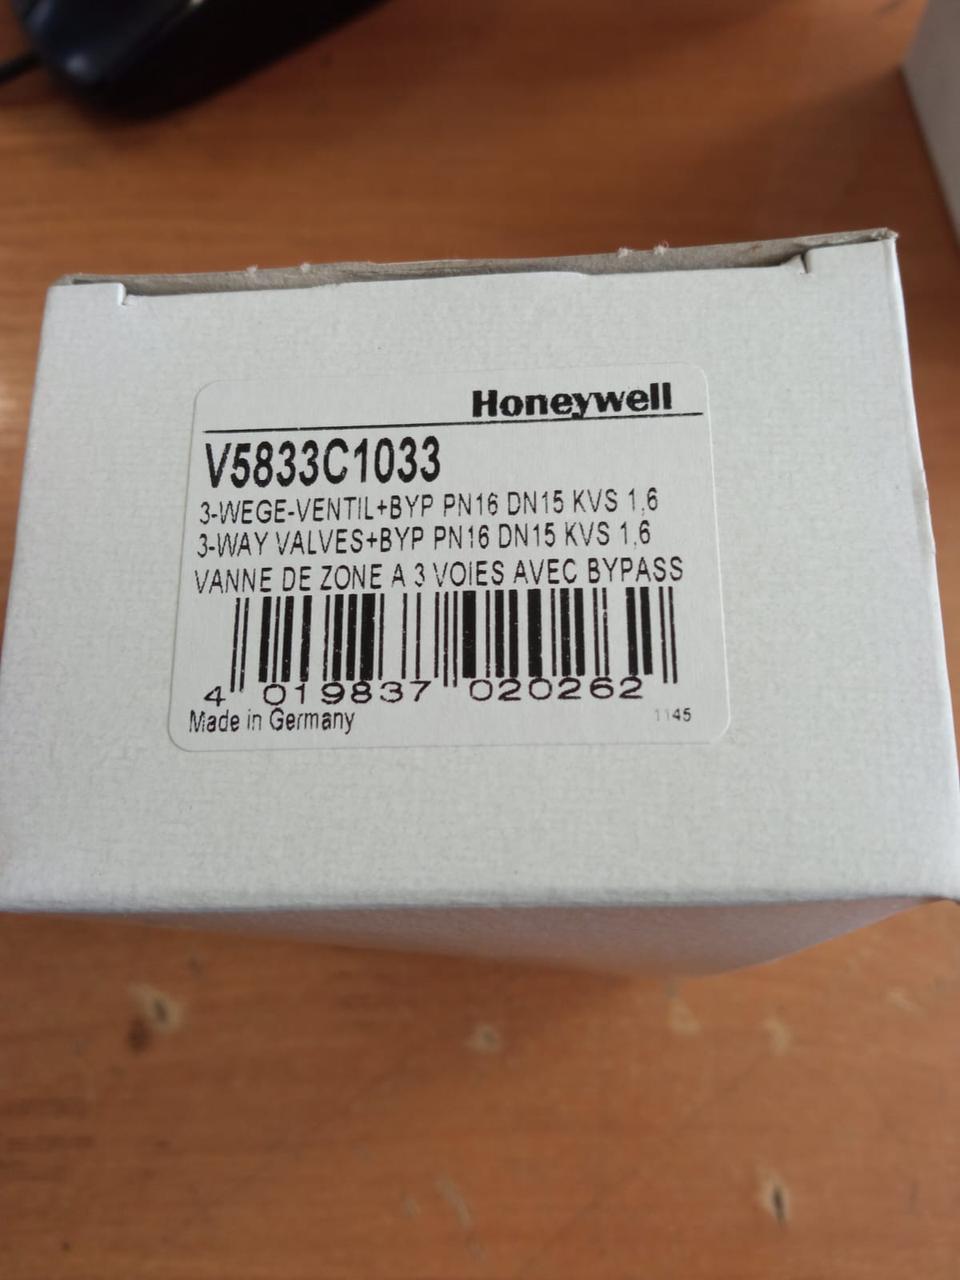 Honeywell
V5833C1033
3-WEGE-VENTIL+BYP PN16 DN15 KVS 1,6
3-WAY VALVES+BYP PN16 DN15 KVS 1,6
VANNE DE ZONE A 3 VOIES AVEC BYPASS
4 019837 020262
Made in Germany 1145